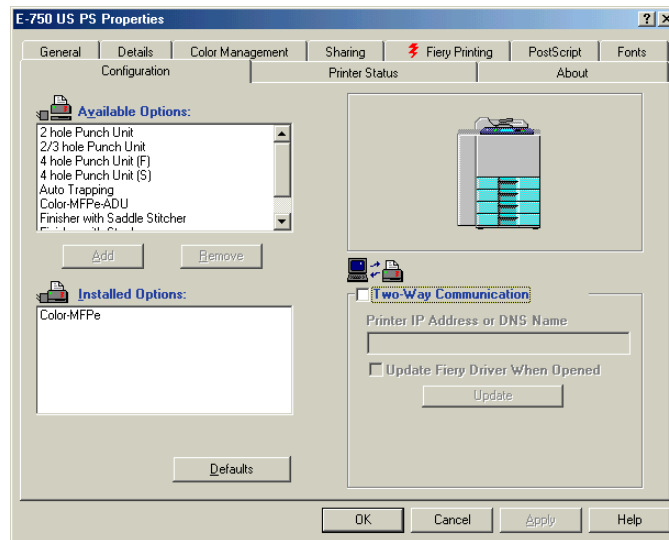 E-750 US PS Properties
General
Details
Color Management
Sharing
Fiery Printing
PostScript
Fonts
Configuration
Printer Status
About
Available Options:
2 hole Punch Unit
2/3 hole Punch Unit
4 hole Punch Unit (F)
4 hole Punch Unit (S)
Auto Trapping
Color-MFPe-ADU
Finisher with Saddle Stitcher
Add
Remove
Installed Options:
Color-MFPe
Defaults
Two-Way Communication
Printer IP Address or DNS Name
Update Fiery Driver When Opened
Update
OK
Cancel
Apply
Help